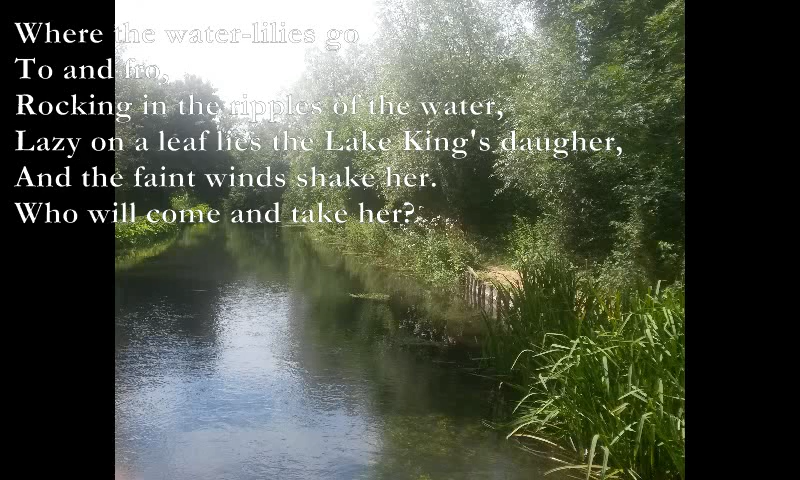 Where the water-lilies go
To and fro,
Rocking in the ripples of the water,
Lazy on a leaf lies the Lake King's daugher,
And the faint winds shake her.
Who will come and take her?